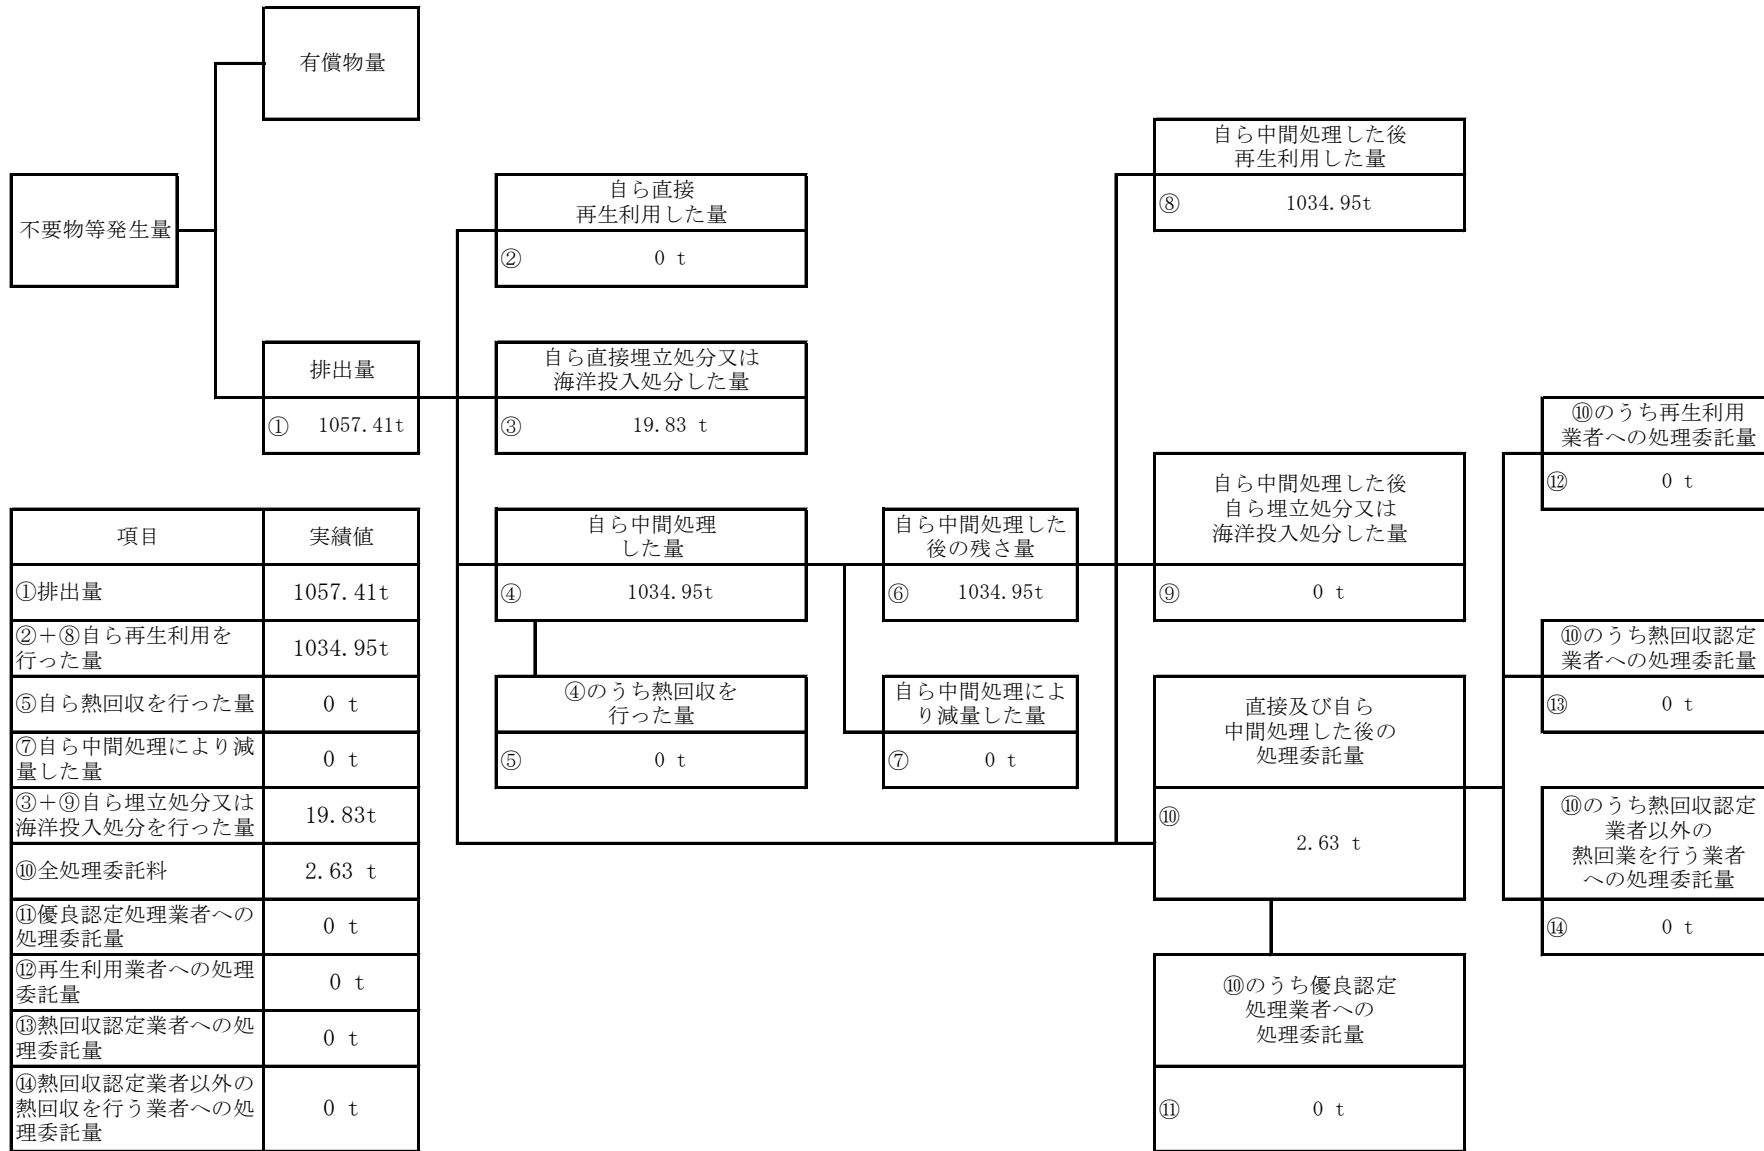 有償物量
不要物等発生量
自ら直接
再生利用した量
② 0 t
自ら中間処理した後
再生利用した量
⑧ 1034.95t
排出量
① 1057.41t
自ら直接埋立処分又は
海洋投入処分した量
③ 19.83 t
自ら中間処理
した量
④ 1034.95t
自ら中間処理した
後の残さ量
⑥ 1034.95t
自ら中間処理した後
自ら埋立処分又は
海洋投入処分した量
⑨ 0 t
⑩のうち再生利用
業者への処理委託量
⑫ 0 t
④のうち熱回収を
行った量
⑤ 0 t
自ら中間処理によ
り減量した量
⑦ 0 t
直接及び自ら
中間処理した後の
処理委託量
⑩ 2.63 t
⑩のうち熱回収認定
業者への処理委託量
⑬ 0 t
⑩のうち熱回収認定
業者以外の
熱回業を行う業者
への処理委託量
⑭ 0 t
⑩のうち優良認定
処理業者への
処理委託量
⑪ 0 t
項目 実績値
①排出量 1057.41t
②＋⑧自ら再生利用を
行った量 1034.95t
⑤自ら熱回収を行った量 0 t
⑦自ら中間処理により減
量した量 0 t
③＋⑨自ら埋立処分又は
海洋投入処分を行った量 19.83t
⑩全処理委託料 2.63 t
⑪優良認定処理業者への
処理委託量 0 t
⑫再生利用業者への処理
委託量 0 t
⑬熱回収認定業者への処
理委託量 0 t
⑭熱回収認定業者以外の
熱回収を行う業者への処
理委託量 0 t